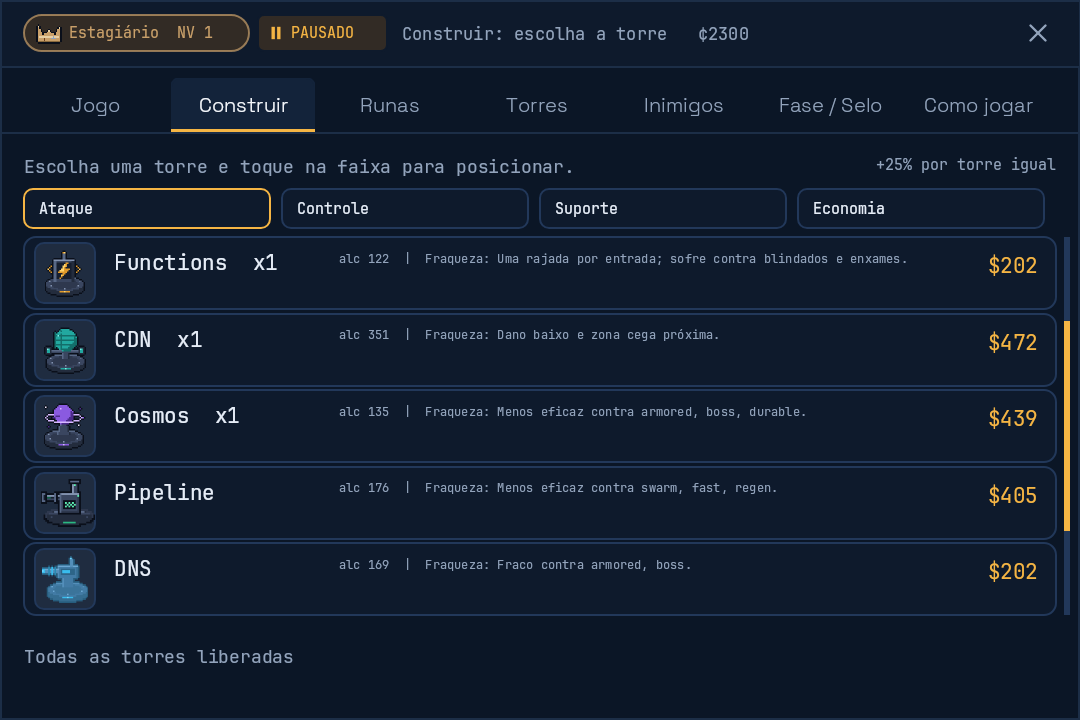 Estagiário NV 1 PAUSADO Construir: escolha a torre ₵2300
Jogo Construir Runas Torres Inimigos Fase / Selo Como jogar
Escolha uma torre e toque na faixa para posicionar. +25% por torre igual
Ataque Controle Suporte Economia
Functions x1 alc 122 | Fraqueza: Uma rajada por entrada; sofre contra blindados e enxames. $202
CDN x1 alc 351 | Fraqueza: Dano baixo e zona cega próxima. $472
Cosmos x1 alc 135 | Fraqueza: Menos eficaz contra armored, boss, durable. $439
Pipeline alc 176 | Fraqueza: Menos eficaz contra swarm, fast, regen. $405
DNS alc 169 | Fraqueza: Fraco contra armored, boss. $202
Todas as torres liberadas